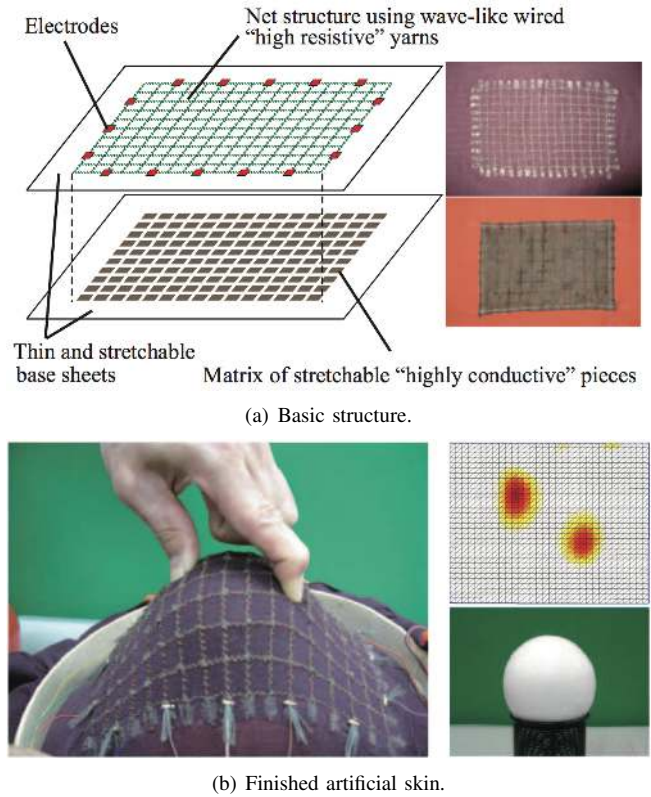 Electrodes
Net structure using wave-like wired
“high resistive” yarns
Thin and stretchable
base sheets
Matrix of stretchable “highly conductive” pieces
(a) Basic structure.
(b) Finished artificial skin.